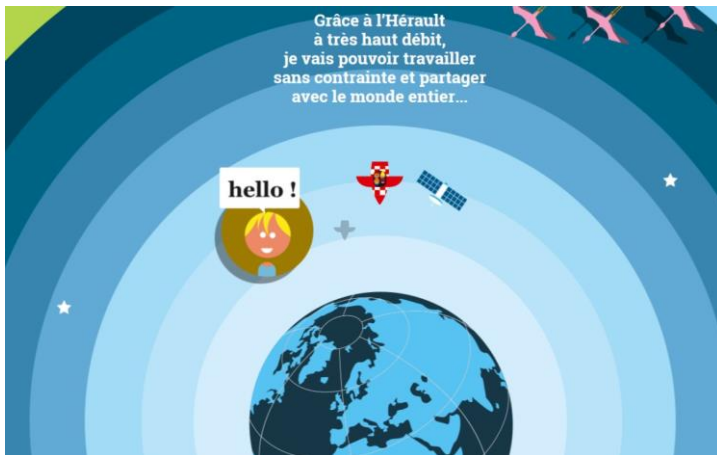 Grâce à l'Hérault
à très haut débit,
je vais pouvoir travailler
sans contrainte et partager
avec le monde entier...
hello !